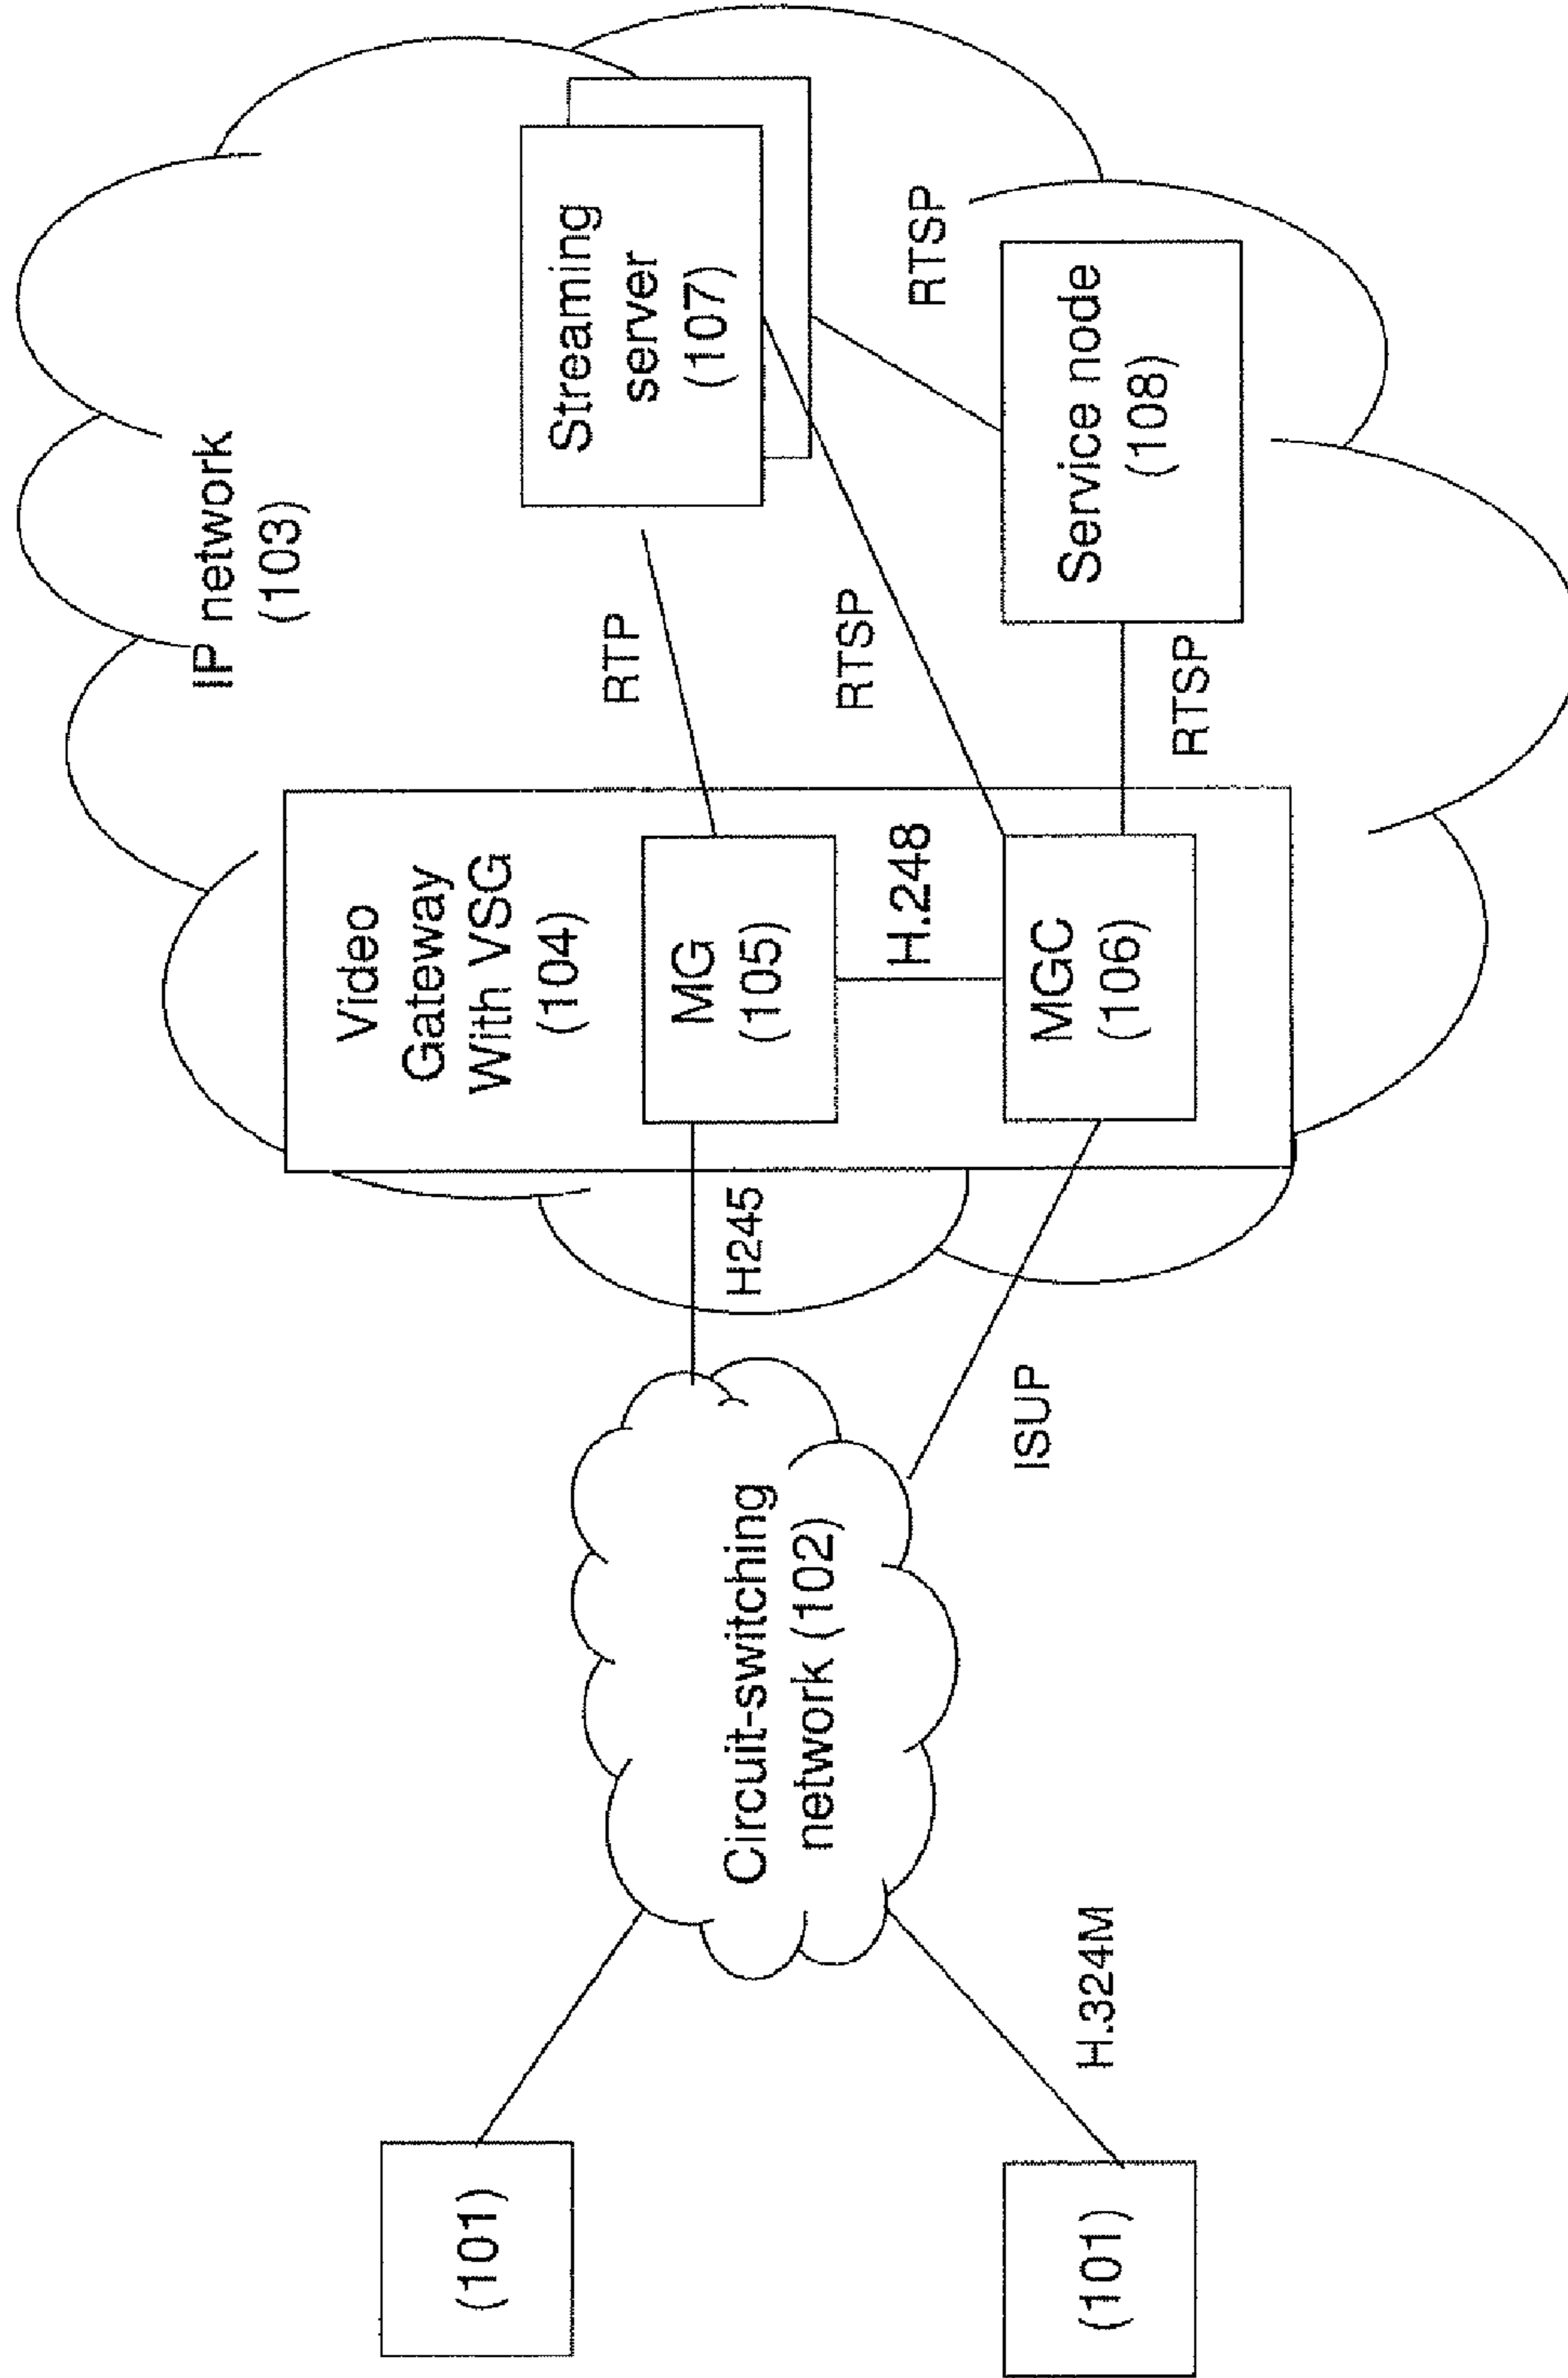 IP network
(103)
Video
Gateway
With VSG
(104)
Streaming
server
(107)
RTP
MG
(105)
H245
(101)
Circuit-switching
network (102)
RTSP
H.248
RTSP
MGC
(106)
ISUP
Service node
(108)
RTSP
H.324M
(101)